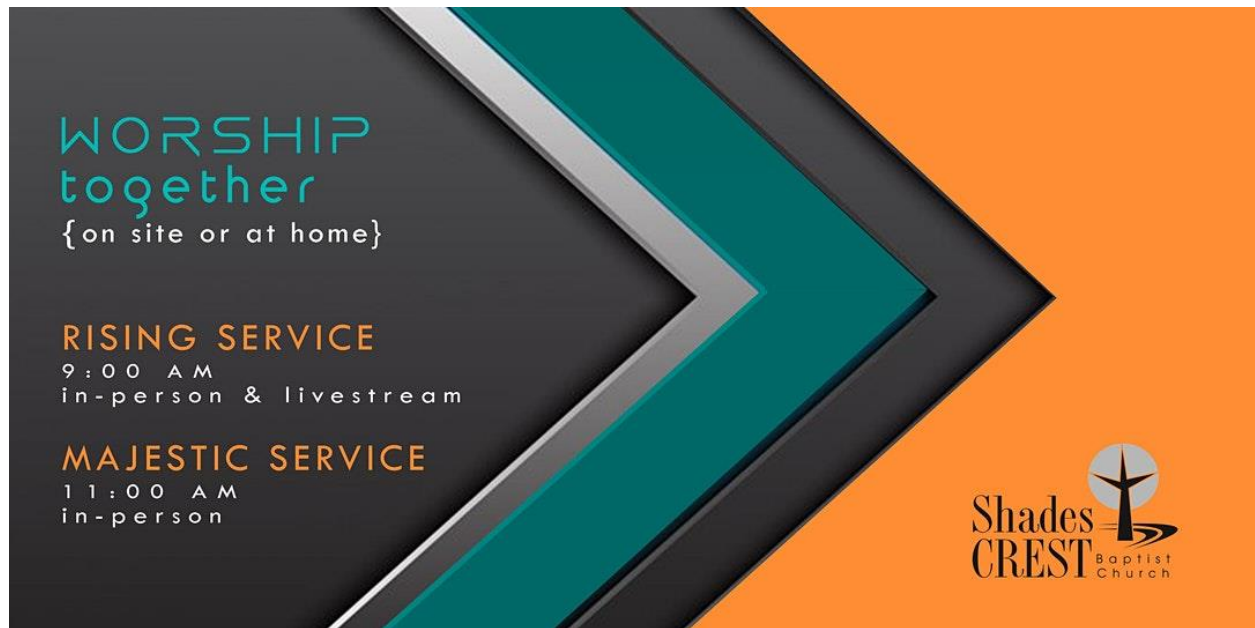 WORSHIP
together
{on site or at home}
RISING SERVICE
9:00 AM
in-person & livestream
MAJESTIC SERVICE
11:00 AM
in-person
Shades
CREST Baptist
Church